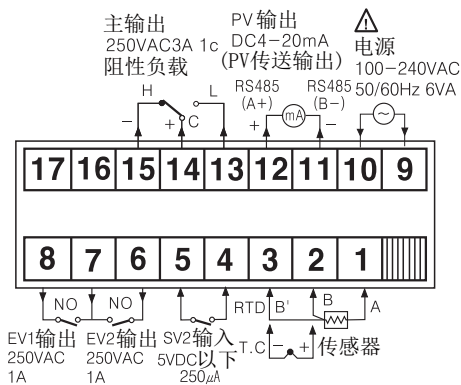 主输出
250VAC3A 1c
阻性负载
PV输出
DC4-20mA
(PV传送输出)
电源
100-240VAC
50/60Hz 6VA
H
L
C
−
+
RS485
(A+)
mA
RS485
(B−)
+
−
~
17 16 15 14 13 12 11 10 9
8 7 6 5 4 3 2 1
NO
NO
EV1输出
250VAC
1A
EV2输出
250VAC
1A
SV2输入
5VDC以下
250μA
RTD
B'
B
A
T.C
−
+
传感器